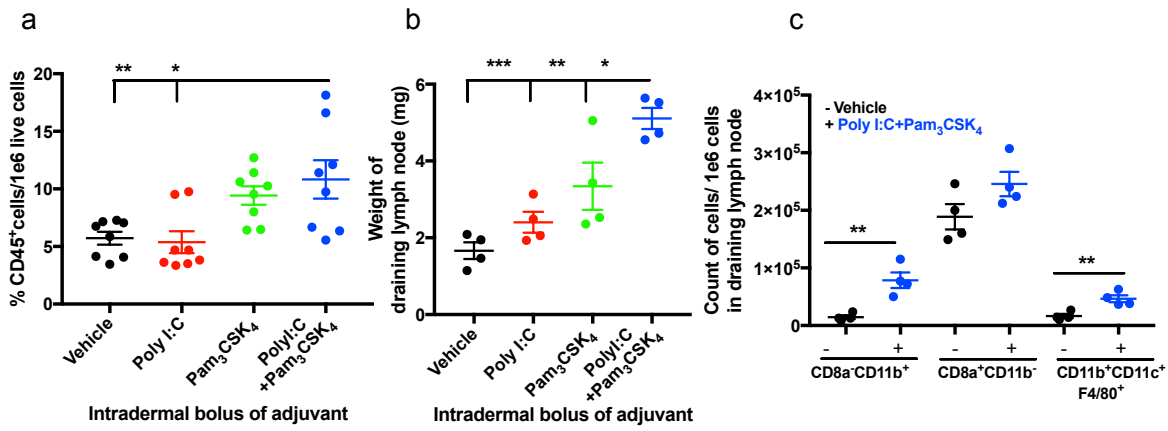 a
** *
% CD45⁺cells/1e6 live cells
20
15
10
5
0
Vehicle
Poly I:C
Pam₃CSK₄
PolyI:C
+Pam₃CSK₄
Intradermal bolus of adjuvant
b
*** ** *
Weight of
draining lymph node (mg)
6
4
2
0
Vehicle
Poly I:C
Pam₃CSK₄
PolyI:C
+Pam₃CSK₄
Intradermal bolus of adjuvant
c
- Vehicle
+ Poly I:C+Pam₃CSK₄
Count of cells/ 1e6 cells
in draining lymph node
4×10⁵
3×10⁵
2×10⁵
1×10⁵
0
**
**
- + - + - +
CD8a⁻CD11b⁺
CD8a⁺CD11b⁻
CD11b⁺CD11c⁺
F4/80⁺